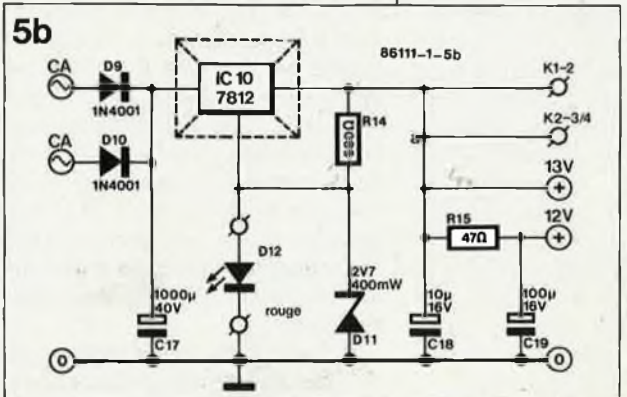 5b
86111-1-5b
CA
D9
1N4001
IC 10
7812
K1-2
CA
D10
1N4001
R14
K2-3/4
13V
R15
47Ω
12V
D12
rouge
2V7
400mW
D11
1000µ
40V
C17
10µ
16V
C18
100µ
16V
C19
0
0